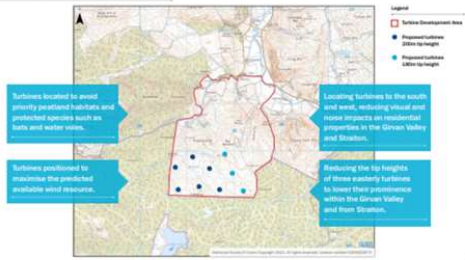 Legend
Turbine Development Area
Proposed turbines
200m tip height
Proposed turbines
180m tip height
Turbines located to avoid
priority peatland habitats and
protected species such as
bats and water voles.
Locating turbines to the south
and west, reducing visual and
noise impacts on residential
properties in the Girvan Valley
and Straiton.
Turbines positioned to
maximise the predicted
available wind resource.
Reducing the tip heights
of three easterly turbines
to lower their prominence
within the Girvan Valley
and from Straiton.